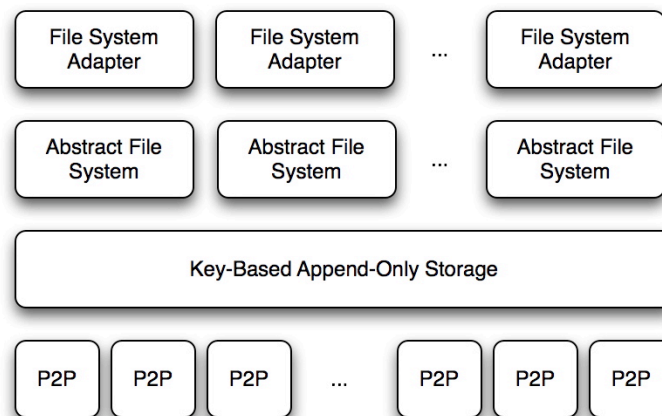 File System
Adapter
File System
Adapter
...
File System
Adapter
Abstract File
System
Abstract File
System
...
Abstract File
System
Key-Based Append-Only Storage
P2P
P2P
P2P
...
P2P
P2P
P2P